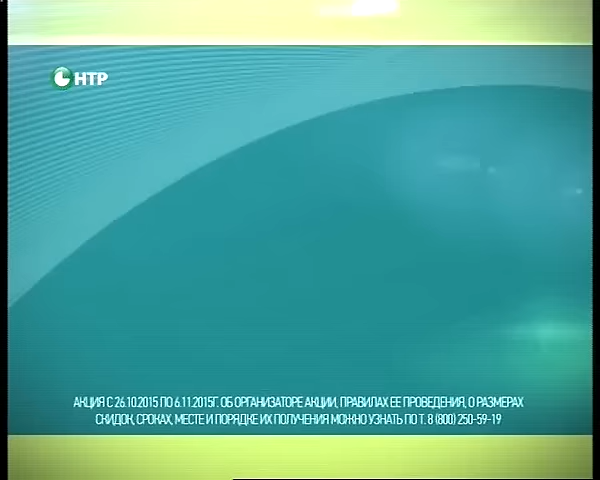 НТР
АКЦИЯ С 26.10.2015 ПО 6.11.2015Г. ОБ ОРГАНИЗАТОРЕ АКЦИИ, ПРАВИЛАХ ЕЕ ПРОВЕДЕНИЯ, О РАЗМЕРАХ
СКИДОК, СРОКАХ, МЕСТЕ И ПОРЯДКЕ ИХ ПОЛУЧЕНИЯ МОЖНО УЗНАТЬ ПО Т. 8 (800) 250-59-19